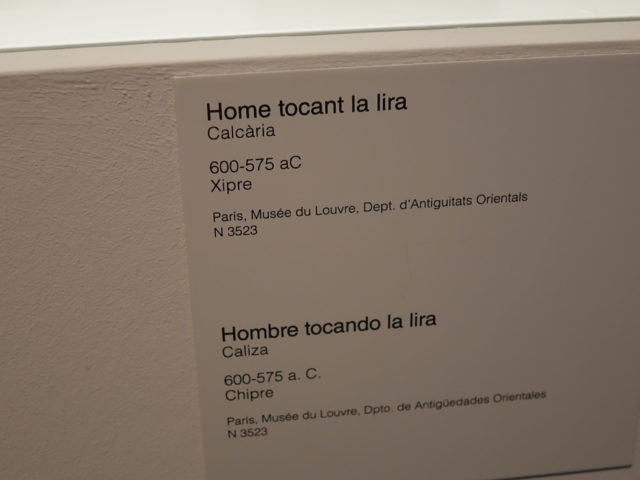 Home tocant la lira
Calcària
600-575 aC
Xipre
Paris, Musée du Louvre, Dept. d'Antiguitats Orientals
N 3523
Hombre tocando la lira
Caliza
600-575 a. C.
Chipre
Paris, Musée du Louvre, Dpto. de Antigüedades Orientales
N 3523